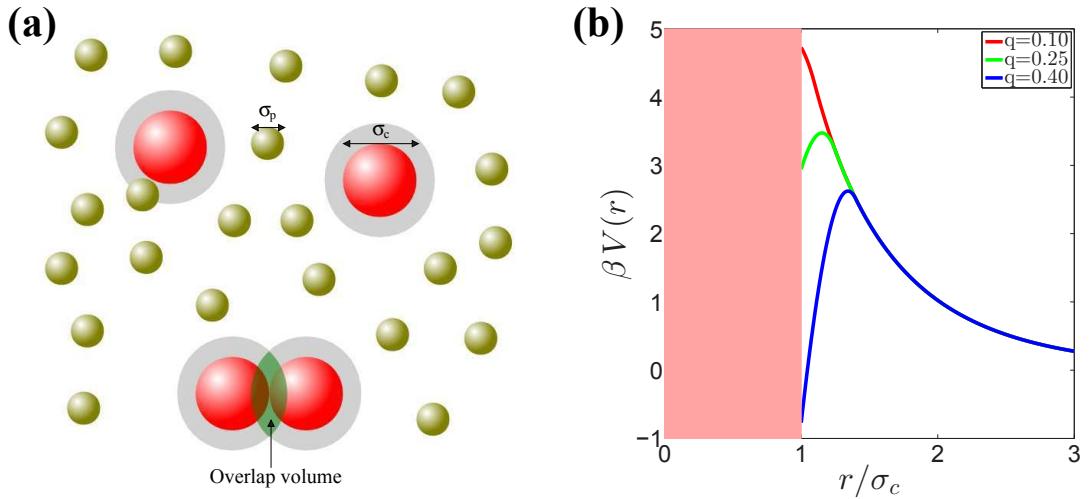 (a)
σp
σc
Overlap volume
(b)
5
4
3
2
1
0
−1
0
1
2
3
βV(r)
r/σc
q=0.10
q=0.25
q=0.40